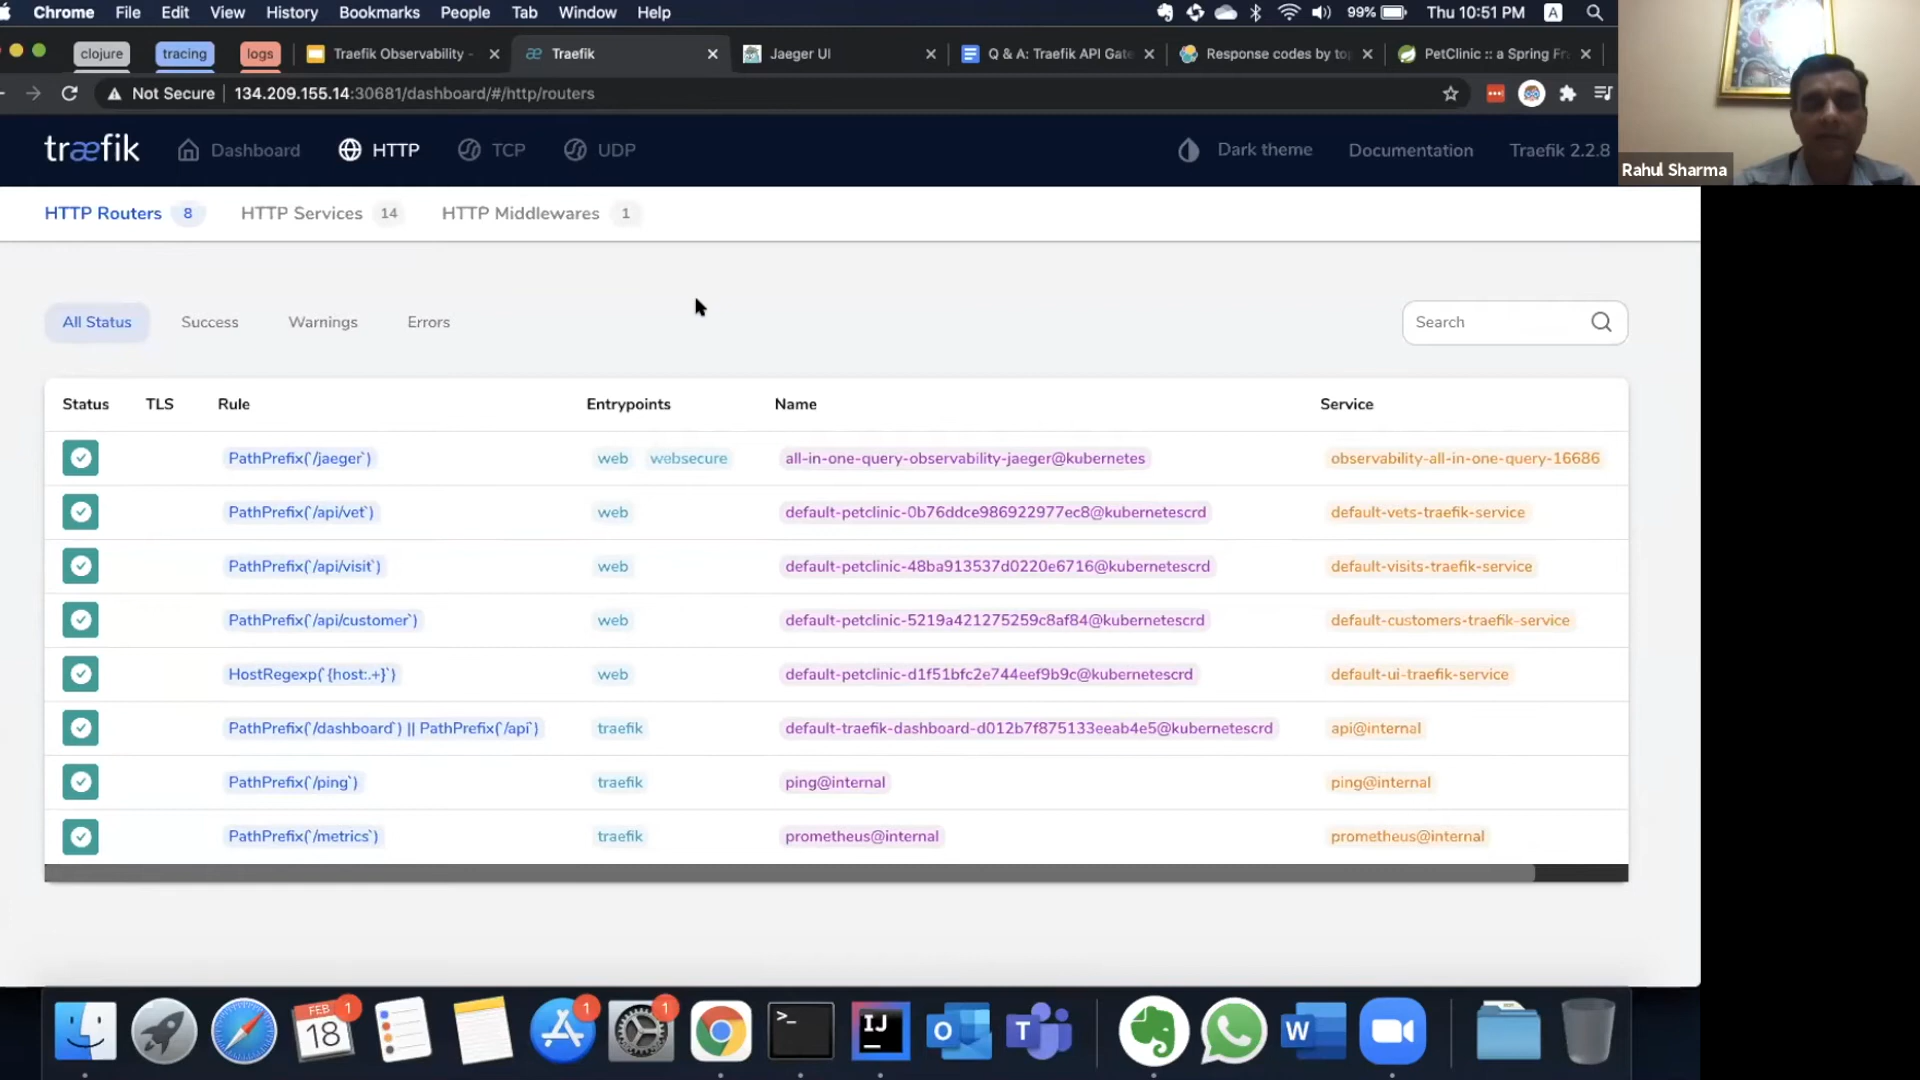 Chrome File Edit View History Bookmarks People Tab Window Help 99% Thu 10:51 PM A
clojure tracing logs Traefik Observability - Traefik Jaeger UI Q & A: Traefik API Gate Response codes by to PetClinic :: a Spring Fr
Not Secure 134.209.155.14:30681/dashboard/#/http/routers
træfik Dashboard HTTP TCP UDP Dark theme Documentation Traefik 2.2.8
Rahul Sharma
HTTP Routers 8 HTTP Services 14 HTTP Middlewares 1
All Status Success Warnings Errors Search
Status TLS Rule Entrypoints Name Service
PathPrefix(`/jaeger`) web websecure all-in-one-query-observability-jaeger@kubernetes observability-all-in-one-query-16686
PathPrefix(`/api/vet`) web default-petclinic-0b76ddce986922977ec8@kubernetescrd default-vets-traefik-service
PathPrefix(`/api/visit`) web default-petclinic-48ba913537d0220e6716@kubernetescrd default-visits-traefik-service
PathPrefix(`/api/customer`) web default-petclinic-5219a421275259c8af84@kubernetescrd default-customers-traefik-service
HostRegexp(`{host:.+}`) web default-petclinic-d1f51bfc2e744eef9b9c@kubernetescrd default-ui-traefik-service
PathPrefix(`/dashboard`) || PathPrefix(`/api`) traefik default-traefik-dashboard-d012b7f875133eeab4e5@kubernetescrd api@internal
PathPrefix(`/ping`) traefik ping@internal ping@internal
PathPrefix(`/metrics`) traefik prometheus@internal prometheus@internal
FEB 18 1 1 1 >_ IJ O T W